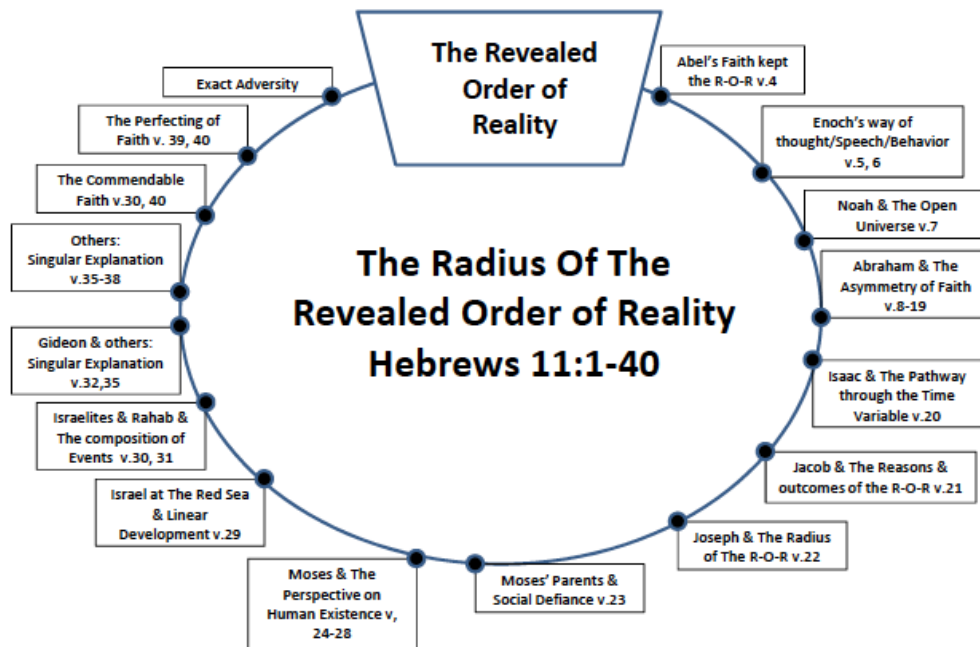 The Revealed
Order of
Reality
Abel's Faith kept
the R-O-R v.4
Enoch's way of
thought/Speech/Behavior
v.5, 6
Noah & The Open
Universe v.7
Abraham & The
Asymmetry of Faith
v.8-19
Isaac & The Pathway
through the Time
Variable v.20
Jacob & The Reasons &
outcomes of the R-O-R v.21
Joseph & The Radius
of The R-O-R v.22
Moses' Parents &
Social Defiance v.23
Moses & The
Perspective on
Human Existence v,
24-28
Israel at The Red Sea
& Linear
Development v.29
Israelites & Rahab &
The composition of
Events v.30, 31
Gideon & others:
Singular Explanation
v.32,35
Others:
Singular Explanation
v.35-38
The Commendable
Faith v.30, 40
The Perfecting of
Faith v. 39, 40
Exact Adversity
The Radius Of The
Revealed Order of Reality
Hebrews 11:1-40